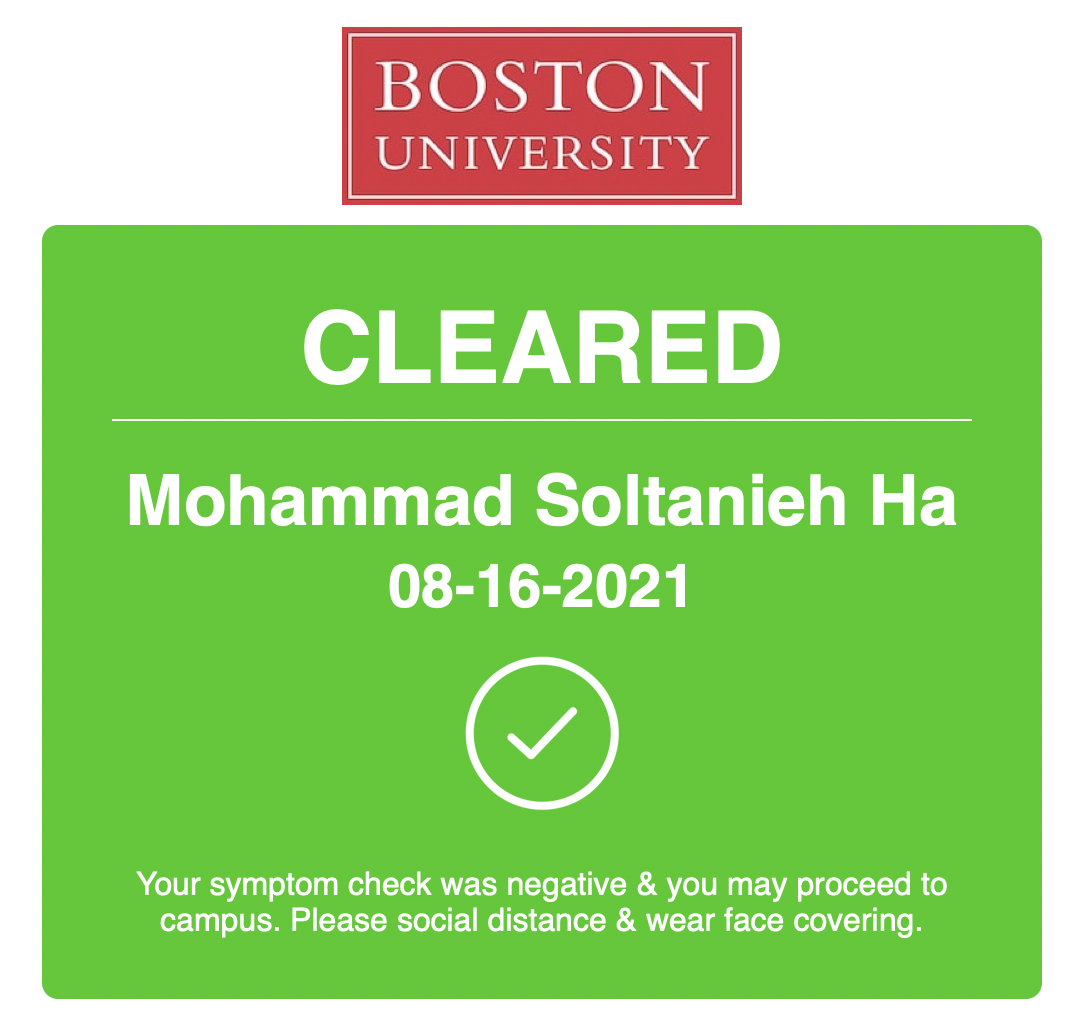 BOSTON
UNIVERSITY
CLEARED
Mohammad Soltanieh Ha
08-16-2021
Your symptom check was negative & you may proceed to
campus. Please social distance & wear face covering.